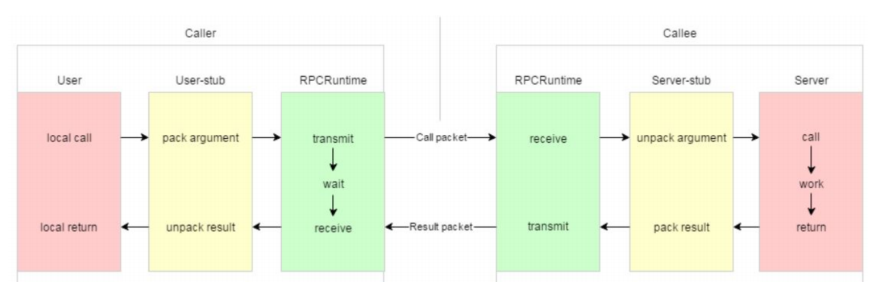 Caller
Callee
User
User-stub
RPCRuntime
RPCRuntime
Server-stub
Server
local call
pack argument
transmit
Call packet
receive
unpack argument
call
wait
work
local return
unpack result
receive
Result packet
transmit
pack result
return